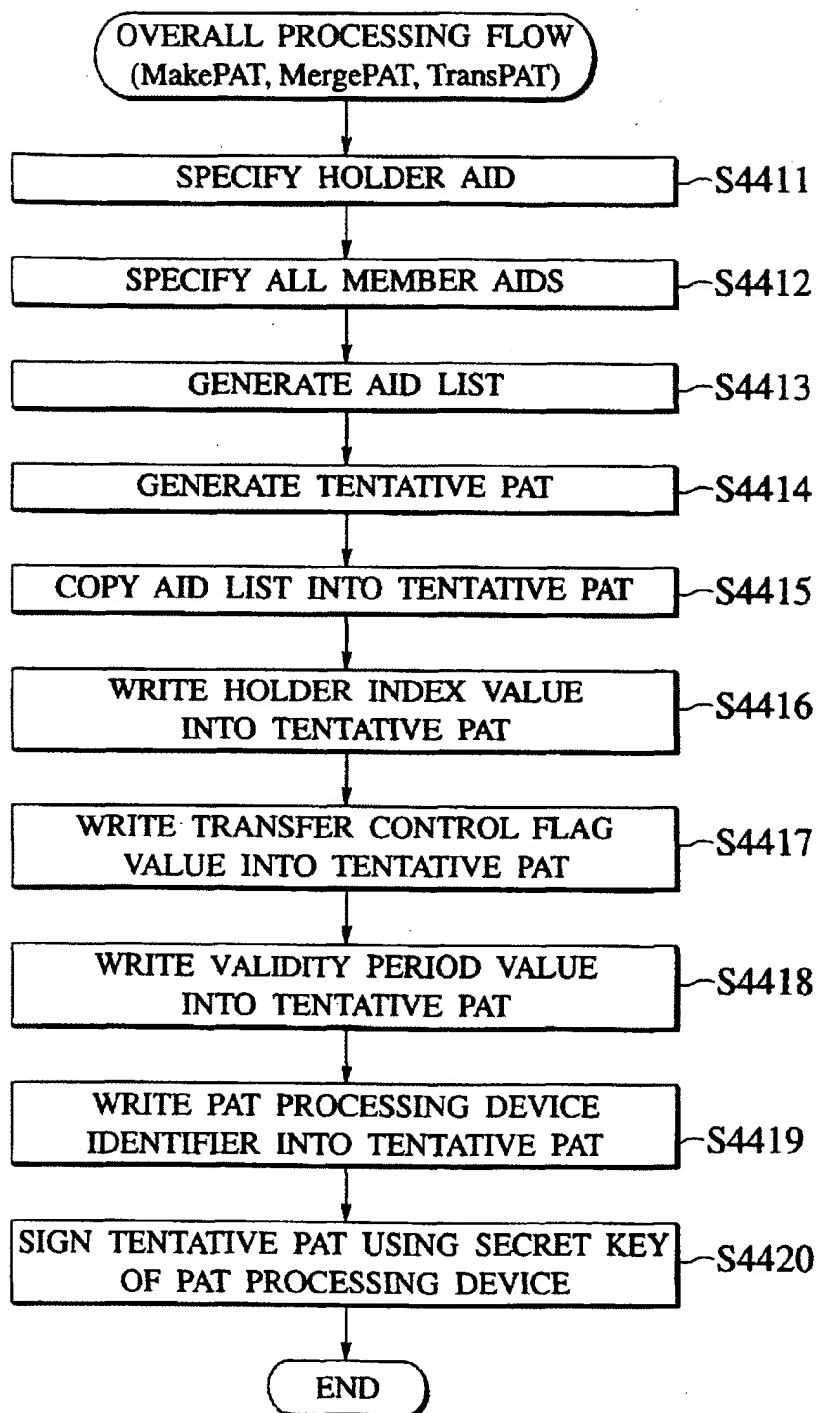 OVERALL PROCESSING FLOW
(MakePAT, MergePAT, TransPAT)
SPECIFY HOLDER AID
S4411
SPECIFY ALL MEMBER AIDS
S4412
GENERATE AID LIST
S4413
GENERATE TENTATIVE PAT
S4414
COPY AID LIST INTO TENTATIVE PAT
S4415
WRITE HOLDER INDEX VALUE
INTO TENTATIVE PAT
S4416
WRITE TRANSFER CONTROL FLAG
VALUE INTO TENTATIVE PAT
S4417
WRITE VALIDITY PERIOD VALUE
INTO TENTATIVE PAT
S4418
WRITE PAT PROCESSING DEVICE
IDENTIFIER INTO TENTATIVE PAT
S4419
SIGN TENTATIVE PAT USING SECRET KEY
OF PAT PROCESSING DEVICE
S4420
END